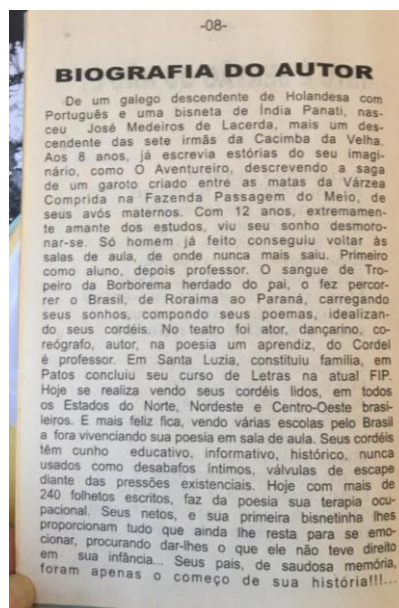 -08-
BIOGRAFIA DO AUTOR
De um galego descendente de Holandesa com
Português e uma bisneta de Índia Panati, nas-
ceu José Medeiros de Lacerda, mais um des-
cendente das sete irmãs da Cacimba da Velha.
Aos 8 anos, já escrevia estórias do seu imagi-
nário, como O Aventureiro, descrevendo a saga
de um garoto criado entre as matas da Várzea
Comprida na Fazenda Passagem do Meio, de
seus avós maternos. Com 12 anos, extremamen-
te amante dos estudos, viu seu sonho desmoro-
nar-se. Só homem já feito conseguiu voltar às
salas de aula, de onde nunca mais saiu. Primeiro
como aluno, depois professor. O sangue de Tro-
peiro da Borborema herdado do pai, o fez percor-
rer o Brasil, de Roraima ao Paraná, carregando
seus sonhos, compondo seus poemas, idealizan-
do seus cordéis. No teatro foi ator, dançarino, co-
reógrafo, autor, na poesia um aprendiz, do Cordel
é professor. Em Santa Luzia, constituiu família, em
Patos concluiu seu curso de Letras na atual FIP.
Hoje se realiza vendo seus cordéis lidos, em todos
os Estados do Norte, Nordeste e Centro-Oeste brasi-
leiros. E mais feliz fica, vendo várias escolas pelo Brasil
a fora vivenciando sua poesia em sala de aula. Seus cordéis
têm cunho educativo, informativo, histórico, nunca
usados como desabafos íntimos, válvulas de escape
diante das pressões existenciais. Hoje com mais de
240 folhetos escritos, faz da poesia sua terapia ocu-
pacional. Seus netos, e sua primeira bisnetinha lhes
proporcionam tudo que ainda lhe resta para se emo-
cionar, procurando dar-lhes o que ele não teve direito
em sua infância... Seus pais, de saudosa memória,
foram apenas o começo de sua história!!!...